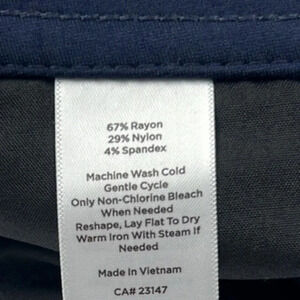 67% Rayon
29% Nylon
4% Spandex
Machine Wash Cold
Gentle Cycle
Only Non-Chlorine Bleach
When Needed
Reshape, Lay Flat To Dry
Warm Iron With Steam If
Needed
Made In Vietnam
CA# 23147